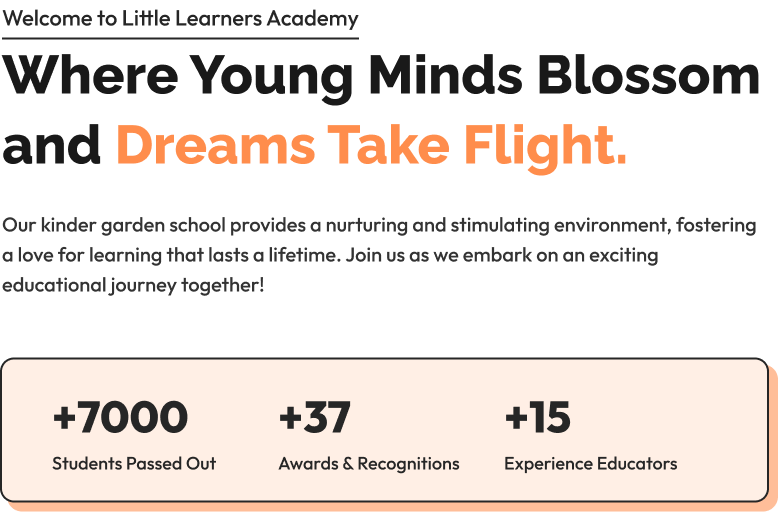 Welcome to Little Learners Academy
Where Young Minds Blossom
and Dreams Take Flight.
Our kinder garden school provides a nurturing and stimulating environment, fostering
a love for learning that lasts a lifetime. Join us as we embark on an exciting
educational journey together!
+7000
Students Passed Out
+37
Awards & Recognitions
+15
Experience Educators